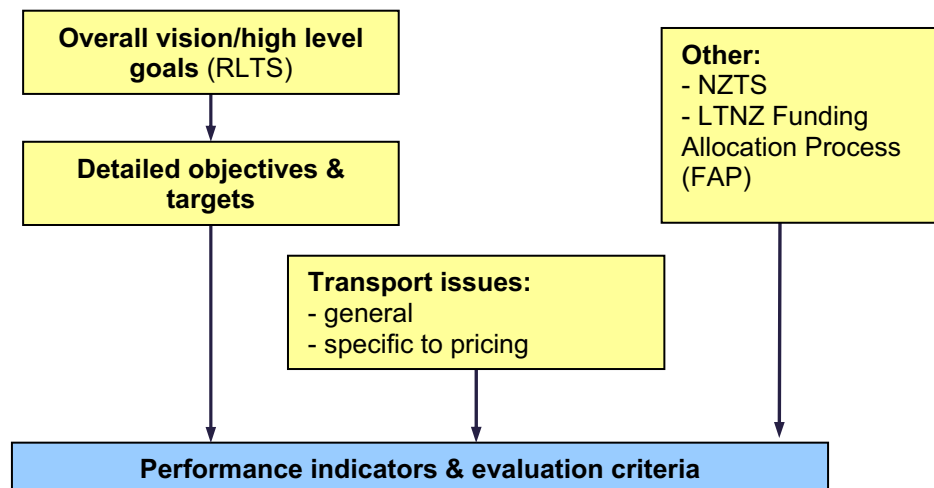 Overall vision/high level
goals (RLTS)
Other:
- NZTS
- LTNZ Funding
Allocation Process
(FAP)
Detailed objectives &
targets
Transport issues:
- general
- specific to pricing
Performance indicators & evaluation criteria